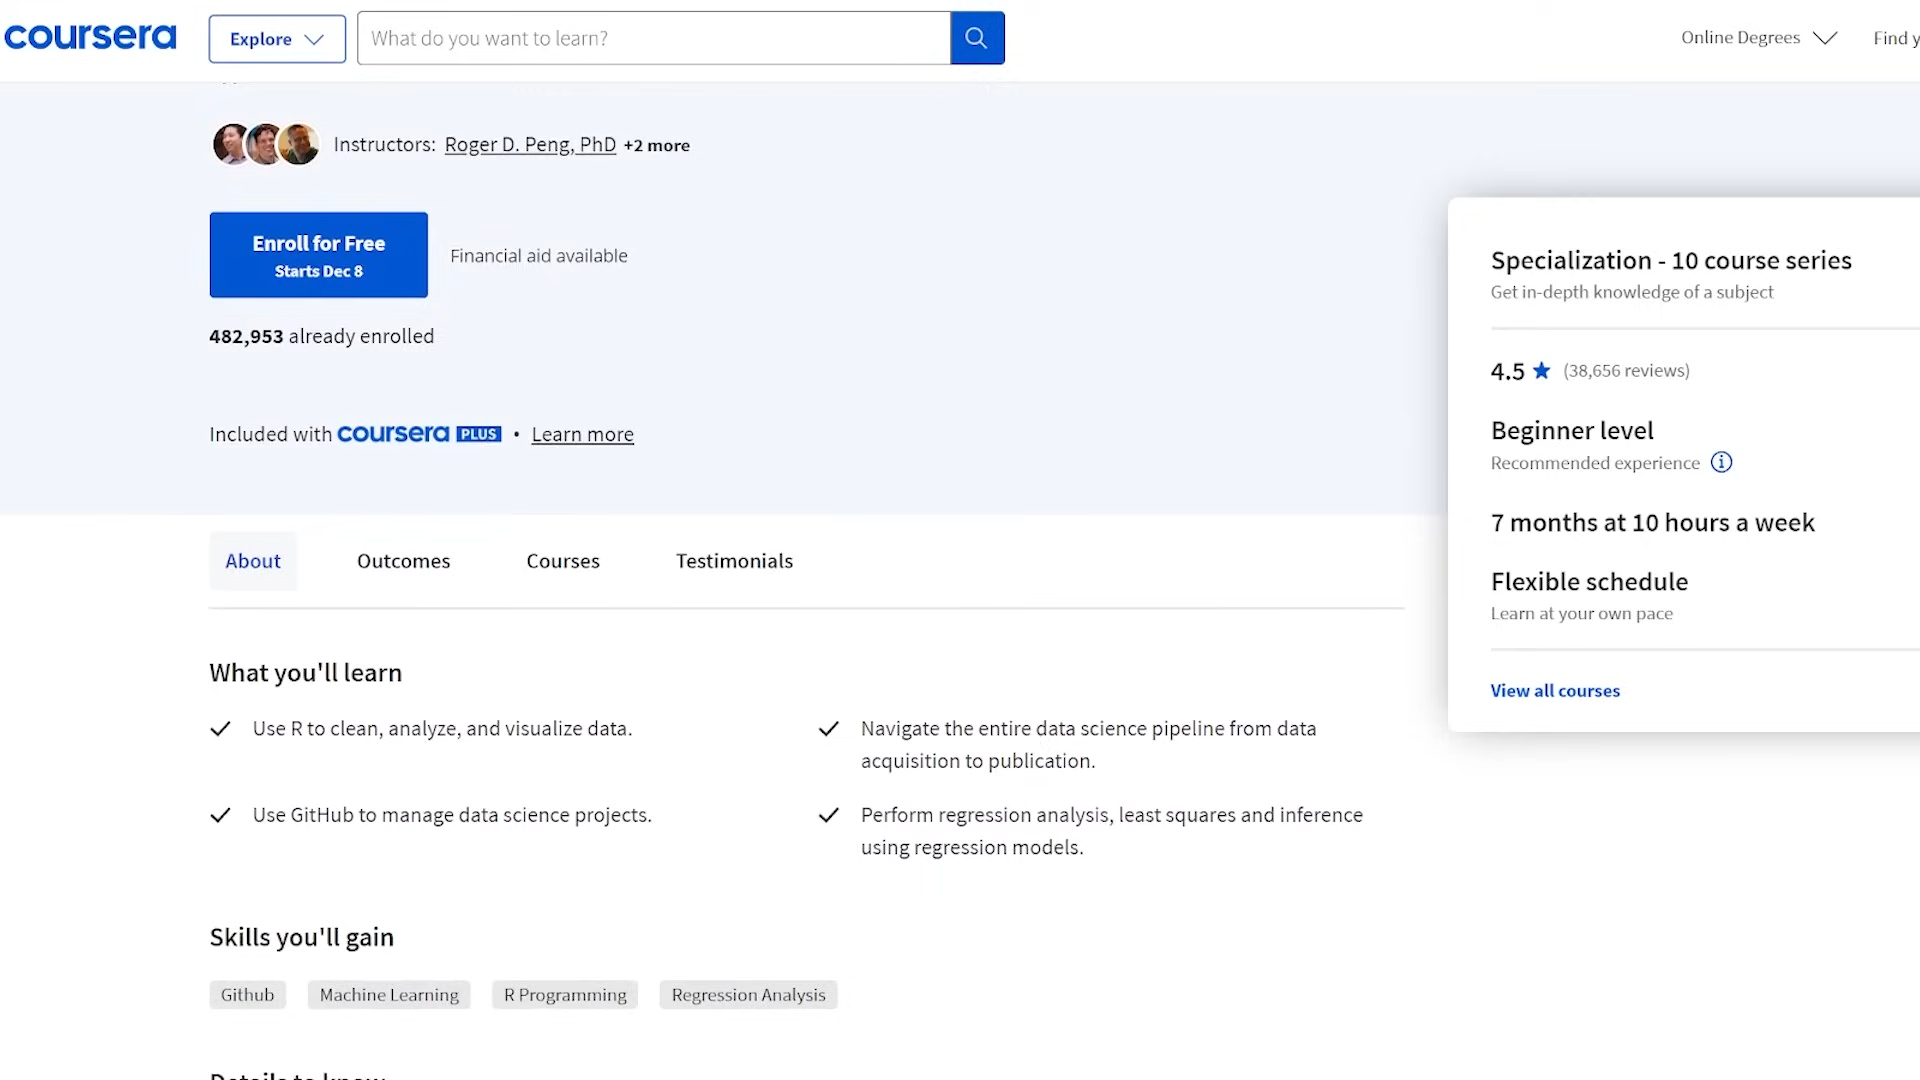 coursera
Explore
What do you want to learn?
Online Degrees
Find y
Instructors: Roger D. Peng, PhD +2 more
Enroll for Free
Starts Dec 8
Financial aid available
482,953 already enrolled
Included with coursera PLUS • Learn more
Specialization - 10 course series
Get in-depth knowledge of a subject
4.5 (38,656 reviews)
Beginner level
Recommended experience
7 months at 10 hours a week
Flexible schedule
Learn at your own pace
View all courses
About
Outcomes
Courses
Testimonials
What you'll learn
Use R to clean, analyze, and visualize data.
Navigate the entire data science pipeline from data
acquisition to publication.
Use GitHub to manage data science projects.
Perform regression analysis, least squares and inference
using regression models.
Skills you'll gain
Github
Machine Learning
R Programming
Regression Analysis
Details to know